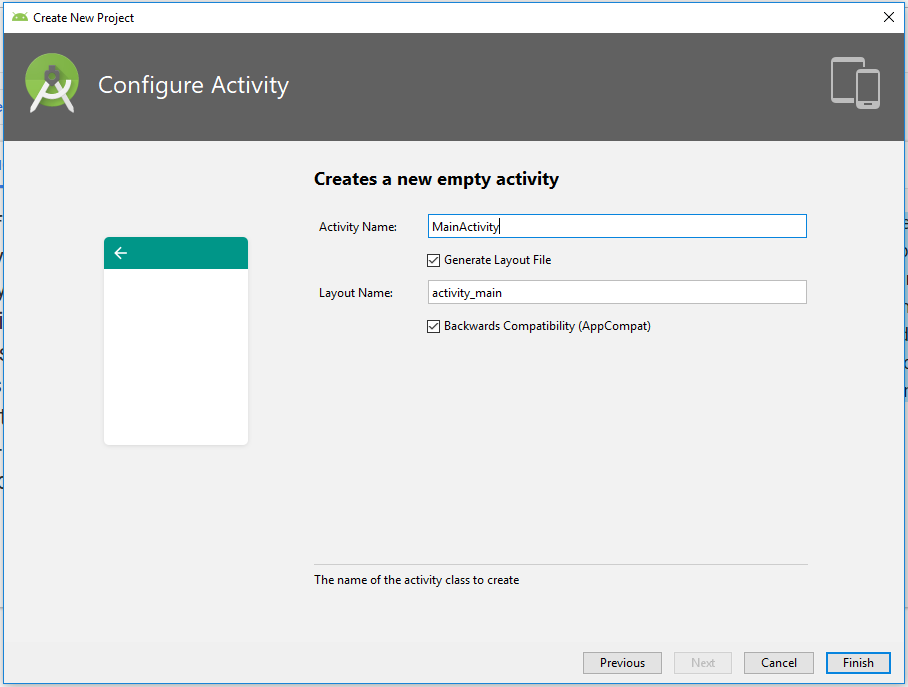 Create New Project
Configure Activity
Creates a new empty activity
Activity Name: MainActivity
Generate Layout File
Layout Name: activity_main
Backwards Compatibility (AppCompat)
The name of the activity class to create
Previous Next Cancel Finish